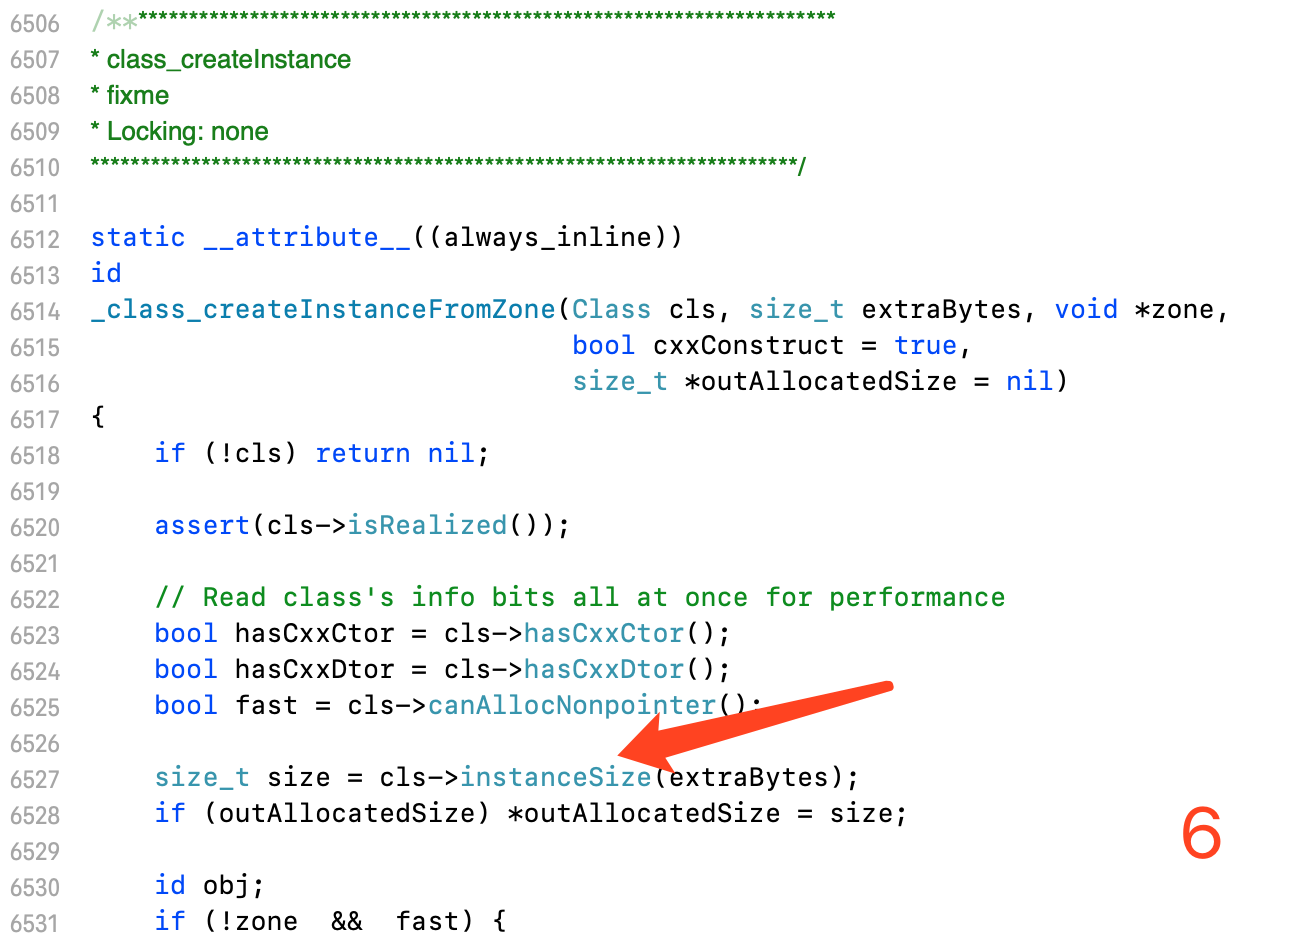 6506 /***********************************************************************
6507 * class_createInstance
6508 * fixme
6509 * Locking: none
6510 **********************************************************************/
6511
6512 static __attribute__((always_inline))
6513 id
6514 _class_createInstanceFromZone(Class cls, size_t extraBytes, void *zone,
6515                               bool cxxConstruct = true,
6516                               size_t *outAllocatedSize = nil)
6517 {
6518     if (!cls) return nil;
6519
6520     assert(cls->isRealized());
6521
6522     // Read class's info bits all at once for performance
6523     bool hasCxxCtor = cls->hasCxxCtor();
6524     bool hasCxxDtor = cls->hasCxxDtor();
6525     bool fast = cls->canAllocNonpointer();
6526
6527     size_t size = cls->instanceSize(extraBytes);
6528     if (outAllocatedSize) *outAllocatedSize = size;
6529
6530     id obj;
6531     if (!zone  &&  fast) {
6